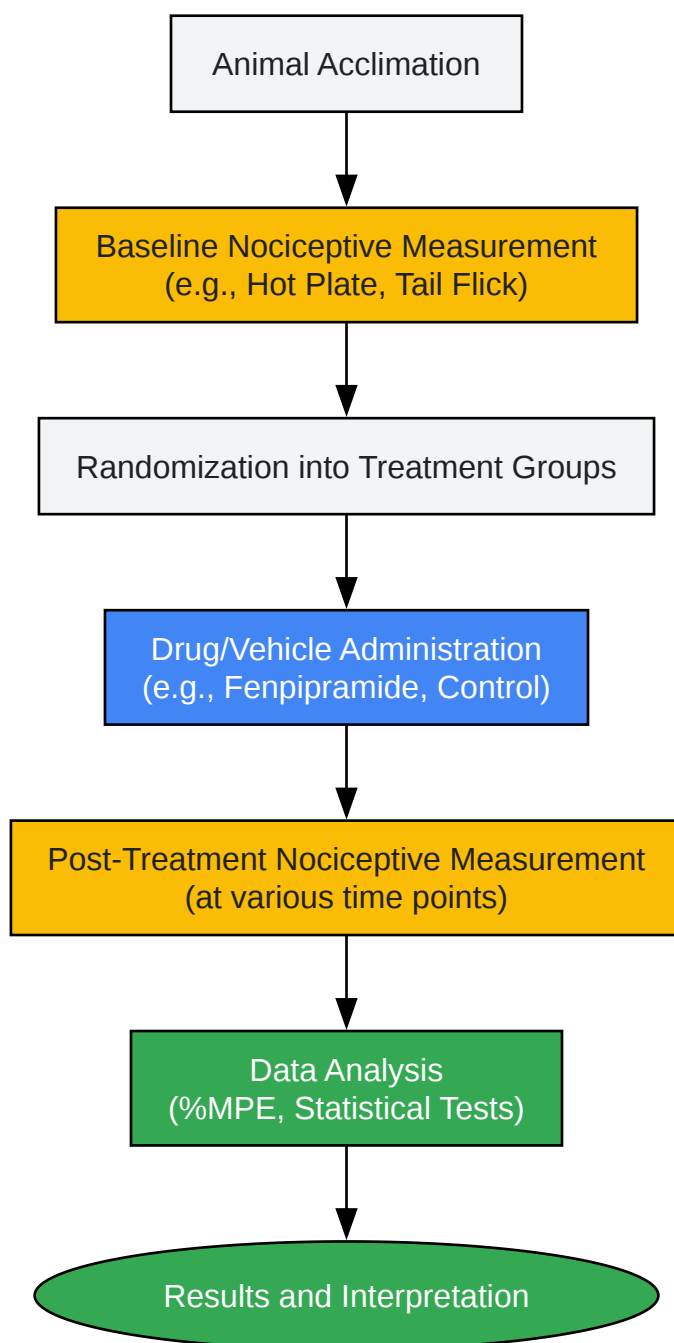 Animal Acclimation
Baseline Nociceptive Measurement
(e.g., Hot Plate, Tail Flick)
Randomization into Treatment Groups
Drug/Vehicle Administration
(e.g., Fenpipramide, Control)
Post-Treatment Nociceptive Measurement
(at various time points)
Data Analysis
(%MPE, Statistical Tests)
Results and Interpretation